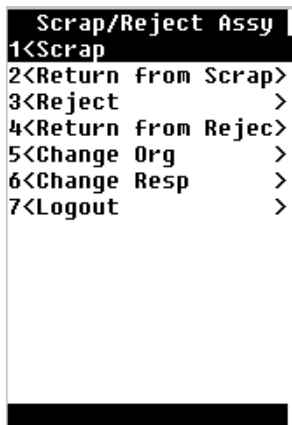 Scrap/Reject Assy
1<Scrap
2<Return from Scrap>
3<Reject >
4<Return from Rejec>
5<Change Org >
6<Change Resp >
7<Logout >